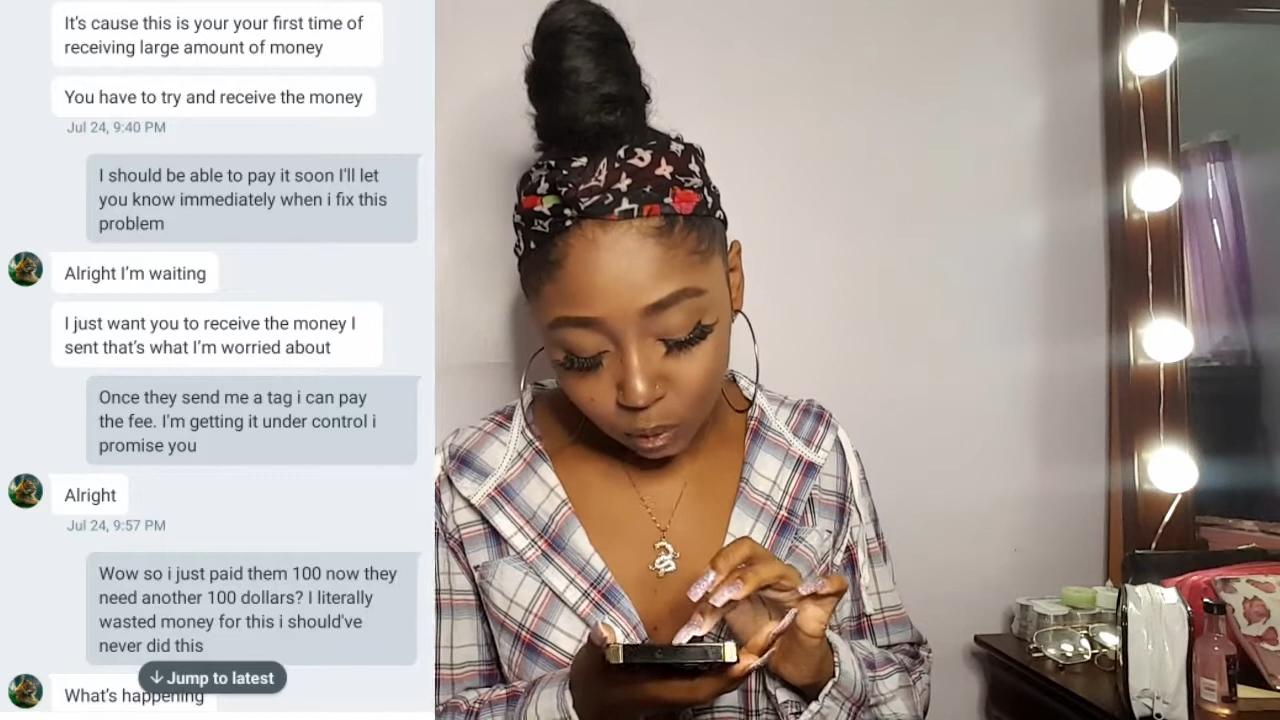 It's cause this is your your first time of
receiving large amount of money
You have to try and receive the money
Jul 24, 9:40 PM
I should be able to pay it soon I'll let
you know immediately when i fix this
problem
Alright I'm waiting
I just want you to receive the money I
sent that's what I'm worried about
Once they send me a tag i can pay
the fee. I'm getting it under control i
promise you
Alright
Jul 24, 9:57 PM
Wow so i just paid them 100 now they
need another 100 dollars? I literally
wasted money for this i should've
never did this
↓ Jump to latest
What's happening